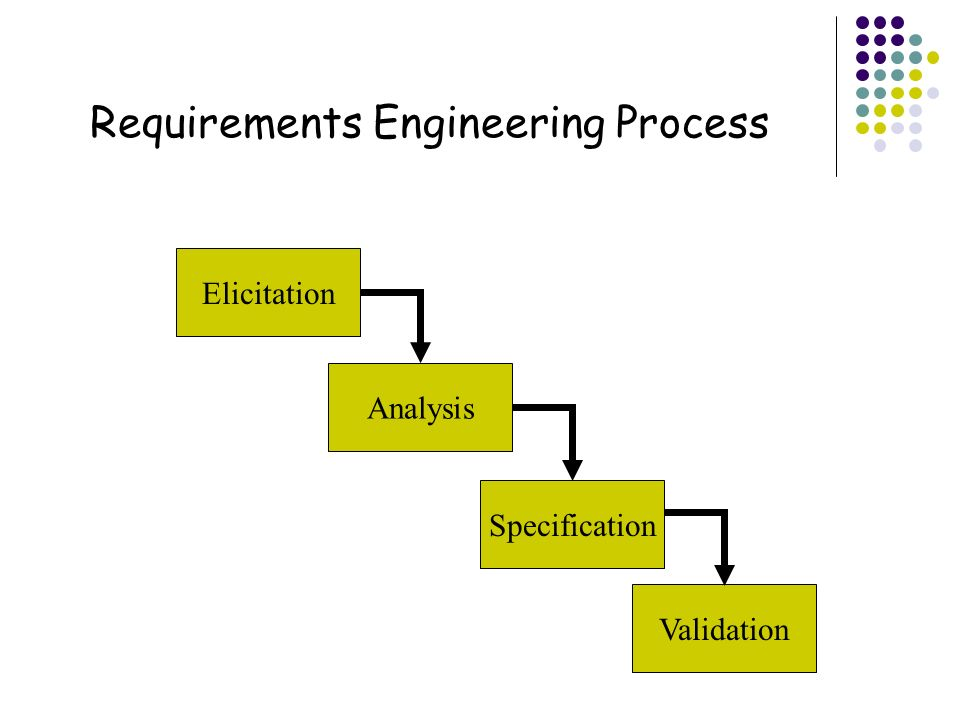 Requirements Engineering Process
Elicitation
Analysis
Specification
Validation